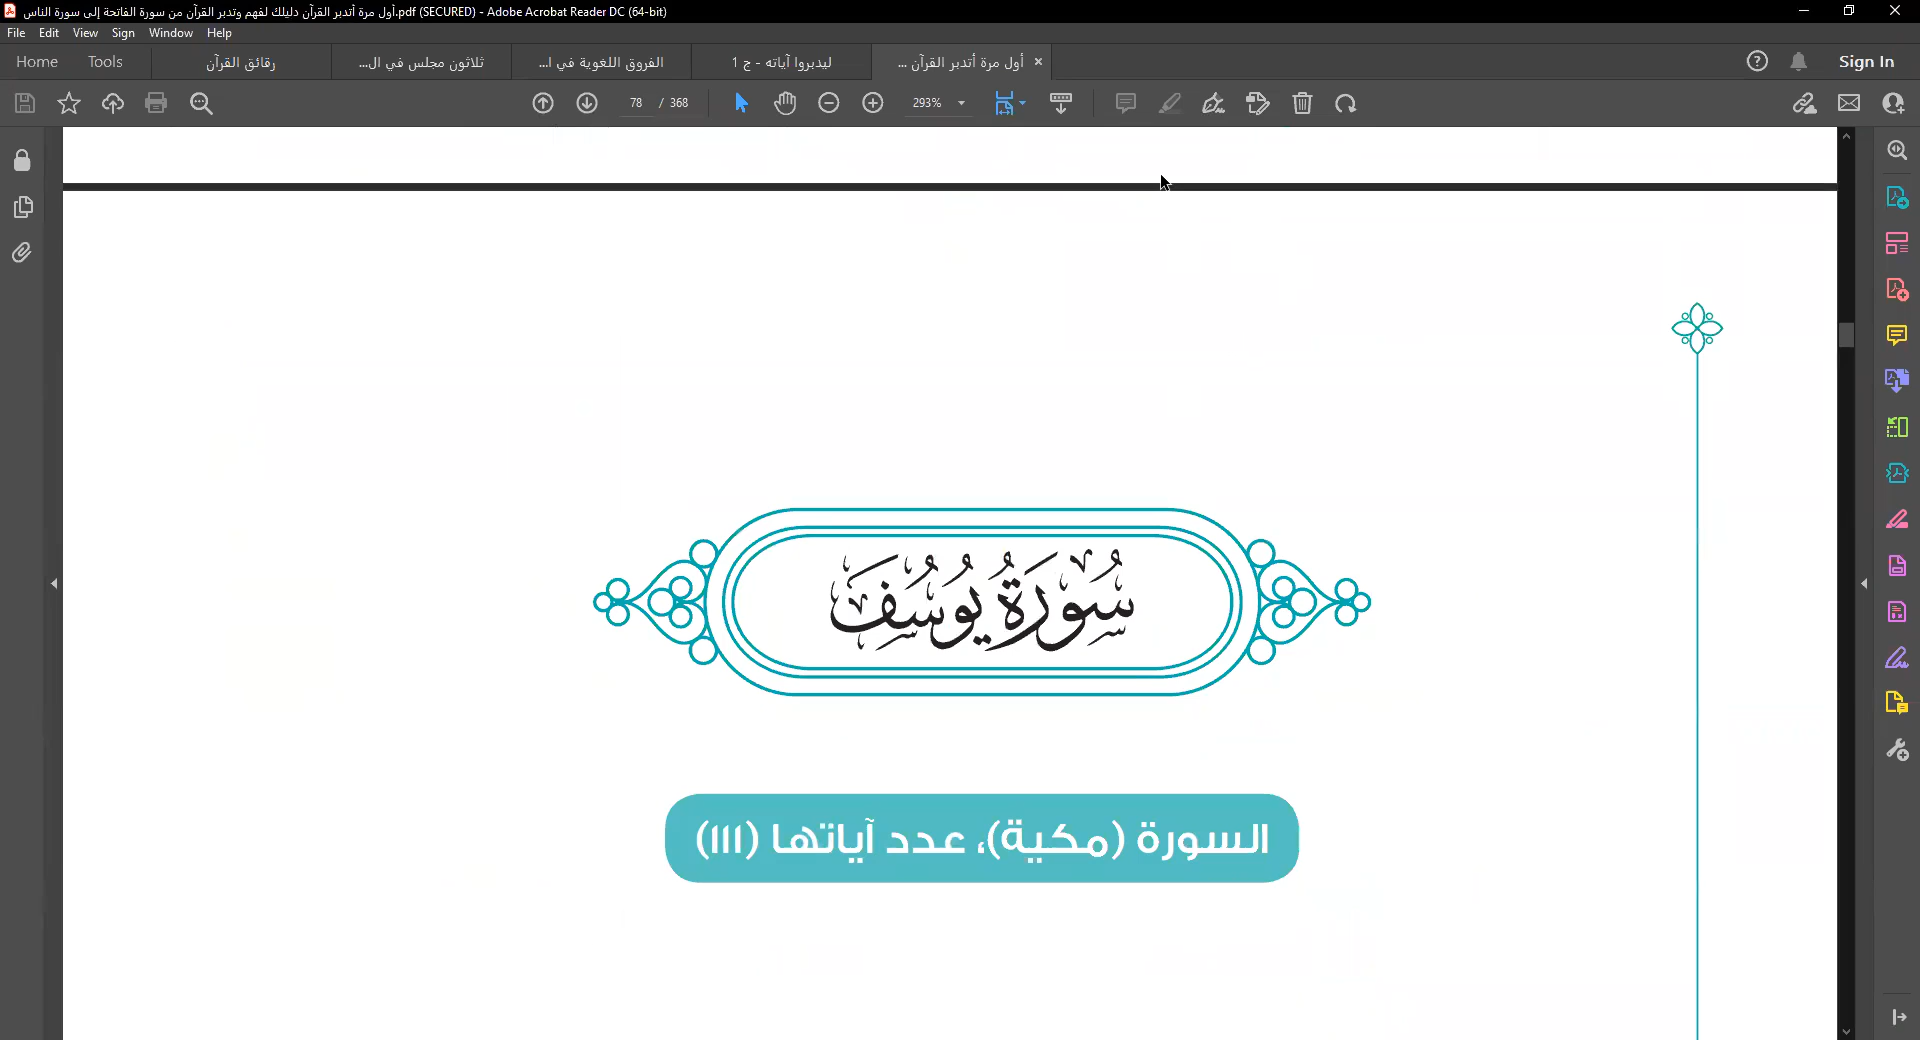 أول مرة أتدبر القرآن دليلك لفهم وتدبر القرآن من سورة الفاتحة إلى سورة الناس.pdf (SECURED) - Adobe Acrobat Reader DC (64-bit)
File Edit View Sign Window Help
Home Tools رقائق القرآن ثلاثون مجلس في ال... الفروق اللغوية في ا... ليدبروا آياته - ج 1 أول مرة أتدبر القرآن ... × Sign In
78 / 368 293%
سُورَةُ يُوسُفَ
السورة (مكية)، عدد آياتها (١١١)